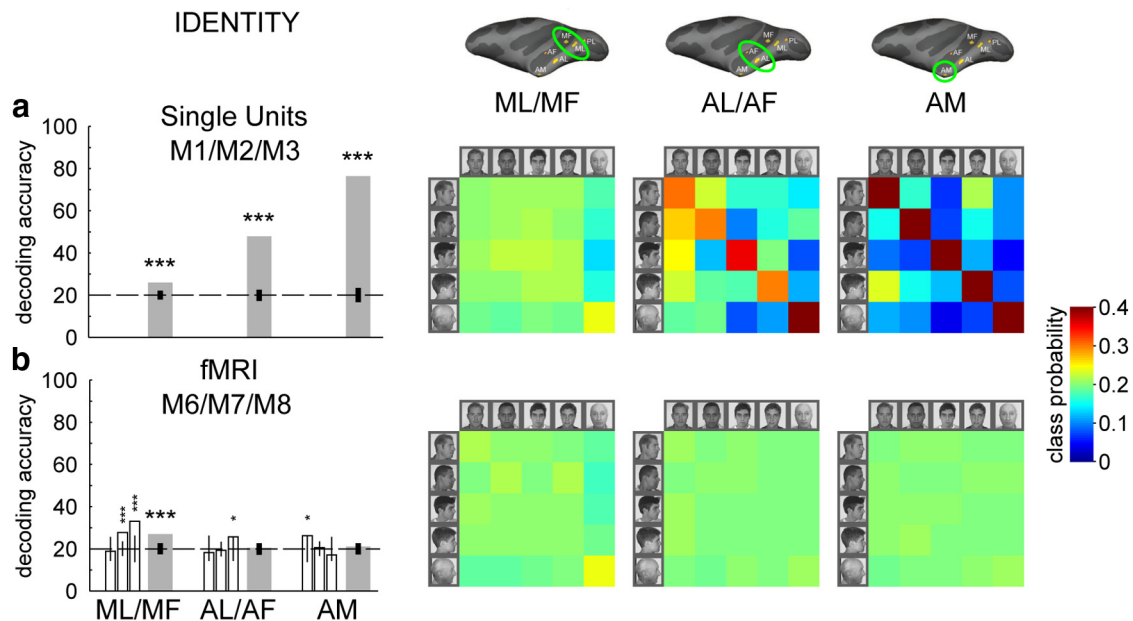 IDENTITY
MF PL
ML
AF
AL
AM
MF PL
ML
AF
AL
AM
MF PL
ML
AF
AL
AM
ML/MF AL/AF AM
a
Single Units
M1/M2/M3
decoding accuracy
100
80
60
40
20
0
*** *** ***
b
fMRI
M6/M7/M8
decoding accuracy
100
80
60
40
20
0
*** *** *** * *
ML/MF AL/AF AM
class probability
0.4
0.3
0.2
0.1
0